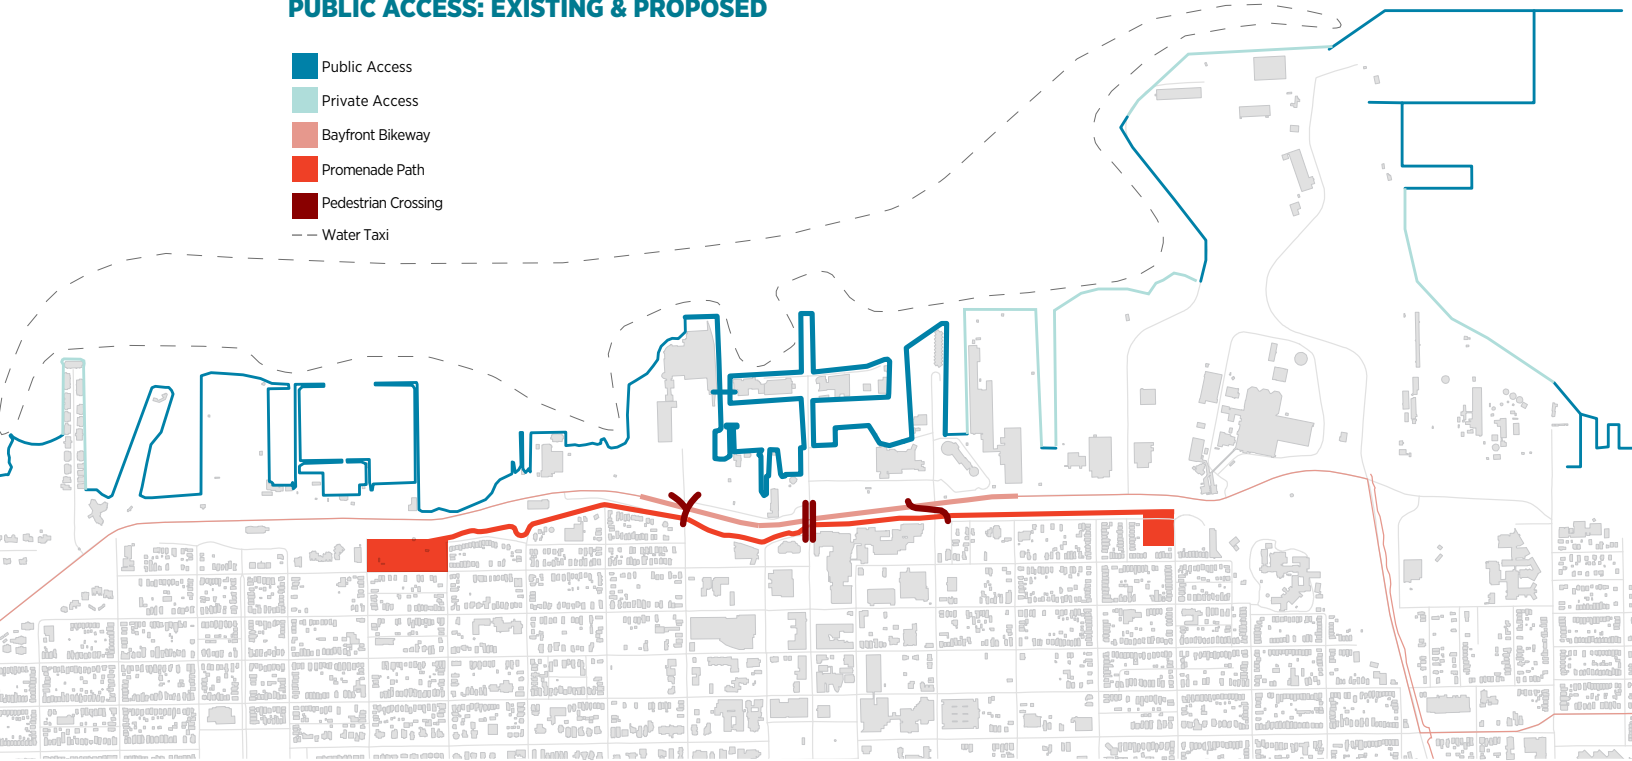 PUBLIC ACCESS: EXISTING & PROPOSED
Public Access
Private Access
Bayfront Bikeway
Promenade Path
Pedestrian Crossing
Water Taxi